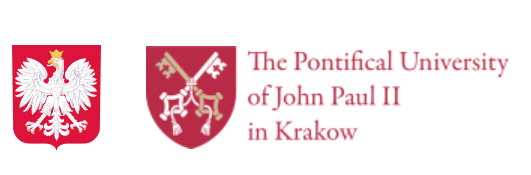 The Pontifical University
of John Paul II
in Krakow